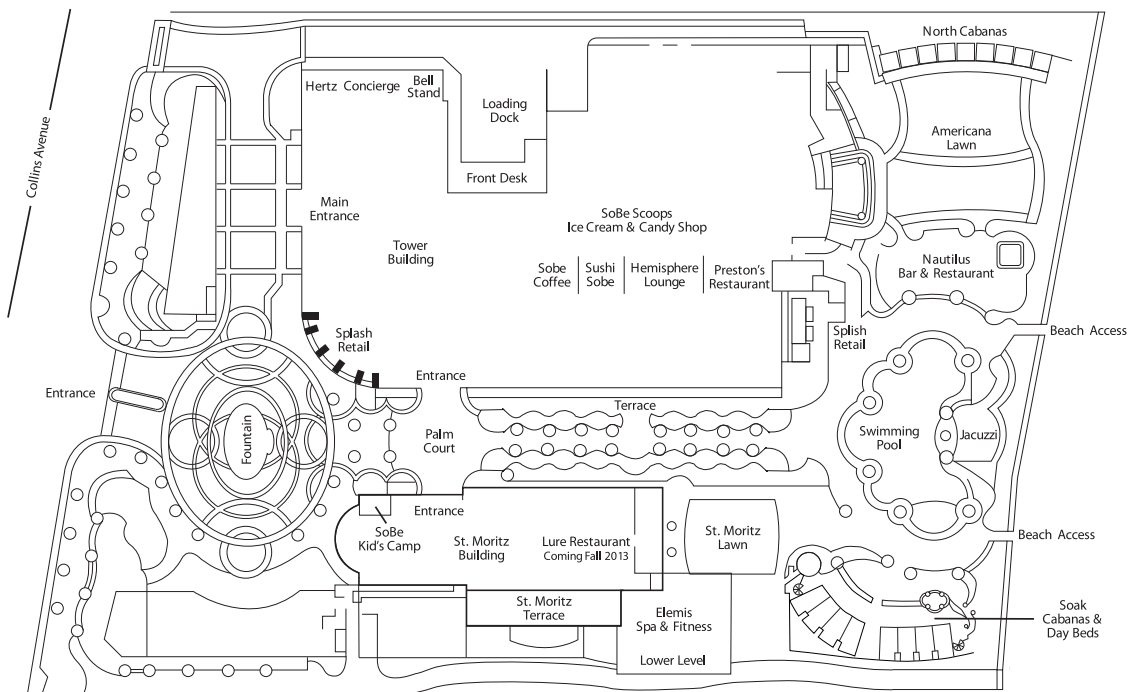 North Cabanas
Collins Avenue
Hertz Concierge
Bell
Stand
Loading
Dock
Americana
Lawn
Front Desk
Main
Entrance
SoBe Scoops
Ice Cream & Candy Shop
Tower
Building
Sobe
Coffee
Sushi
Sobe
Hemisphere
Lounge
Preston's
Restaurant
Nautilus
Bar & Restaurant
Splash
Retail
Splish
Retail
Beach Access
Entrance
Entrance
Terrace
Fountain
Palm
Court
Swimming
Pool
Jacuzzi
Entrance
SoBe
Kid's Camp
St. Moritz
Building
Lure Restaurant
Coming Fall 2013
St. Moritz
Lawn
Beach Access
St. Moritz
Terrace
Elemis
Spa & Fitness
Lower Level
Soak
Cabanas &
Day Beds